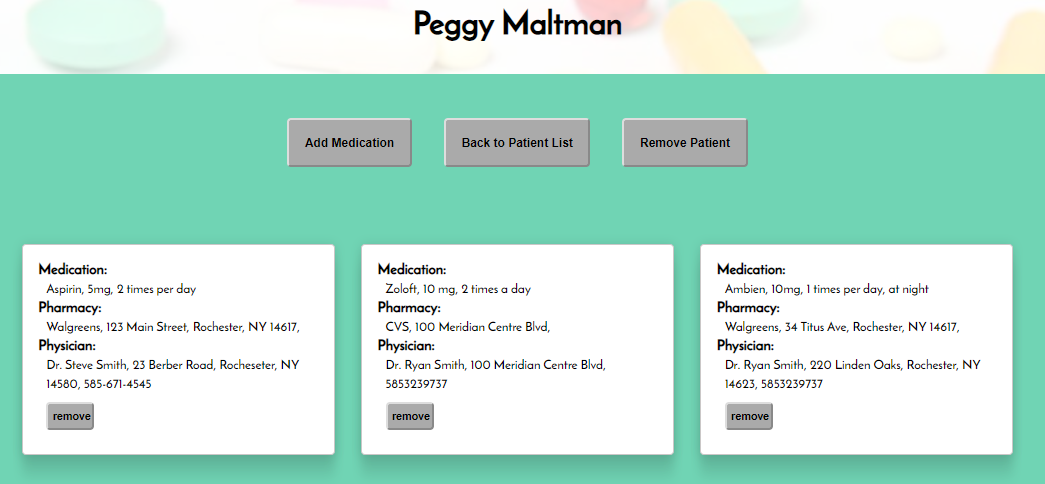 Peggy Maltman
Add Medication
Back to Patient List
Remove Patient
Medication:
Aspirin, 5mg, 2 times per day
Pharmacy:
Walgreens, 123 Main Street, Rochester, NY 14617,
Physician:
Dr. Steve Smith, 23 Berber Road, Rocheseter, NY
14580, 585-671-4545
remove
Medication:
Zoloft, 10 mg, 2 times a day
Pharmacy:
CVS, 100 Meridian Centre Blvd,
Physician:
Dr. Ryan Smith, 100 Meridian Centre Blvd,
5853239737
remove
Medication:
Ambien, 10mg, 1 times per day, at night
Pharmacy:
Walgreens, 34 Titus Ave, Rochester, NY 14617,
Physician:
Dr. Ryan Smith, 220 Linden Oaks, Rochester, NY
14623, 5853239737
remove